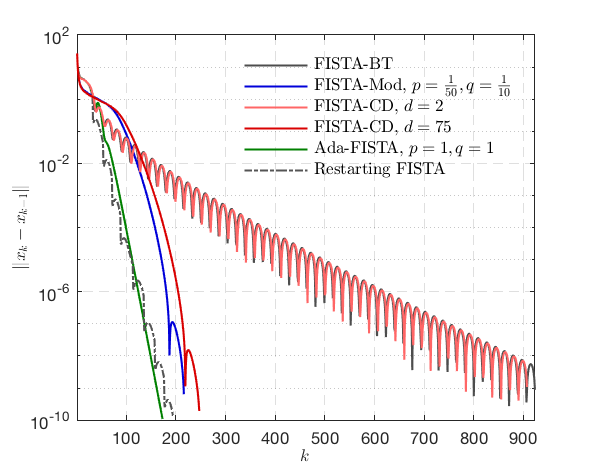 10^2
10^-2
10^-6
10^-10
||x_k − x_{k−1}||
FISTA-BT
FISTA-Mod, p = 1/50, q = 1/10
FISTA-CD, d = 2
FISTA-CD, d = 75
Ada-FISTA, p = 1, q = 1
Restarting FISTA
100 200 300 400 500 600 700 800 900
k